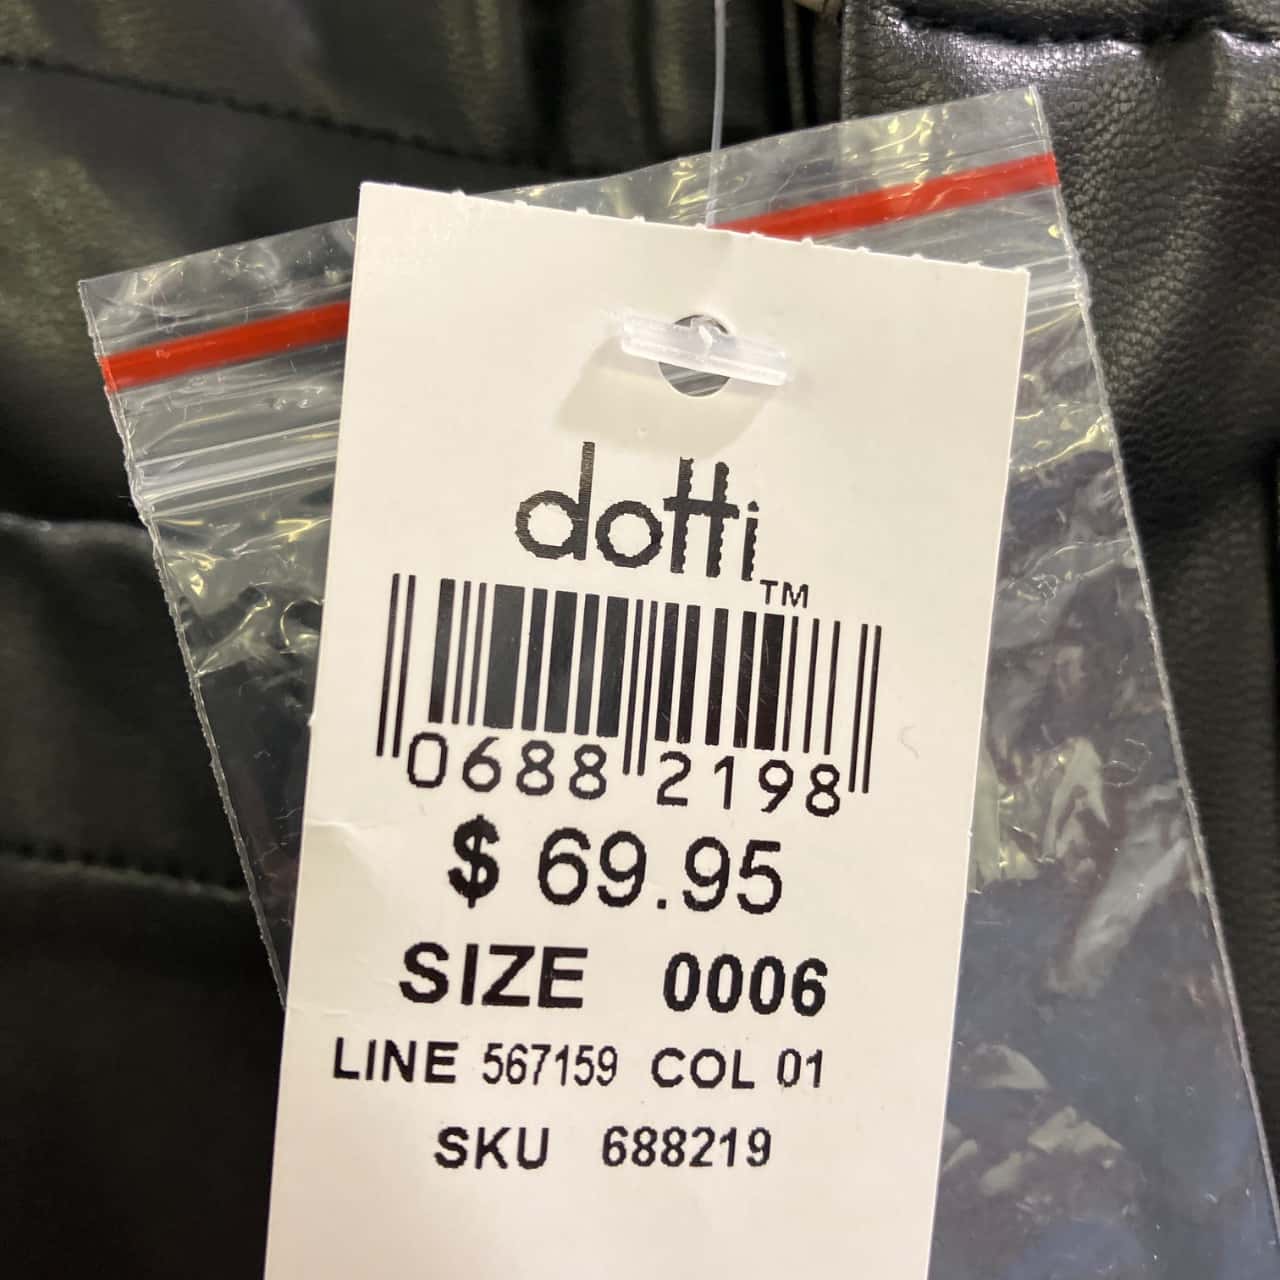 dotti
TM
0688 2198
$ 69.95
SIZE 0006
LINE 567159 COL 01
SKU 688219